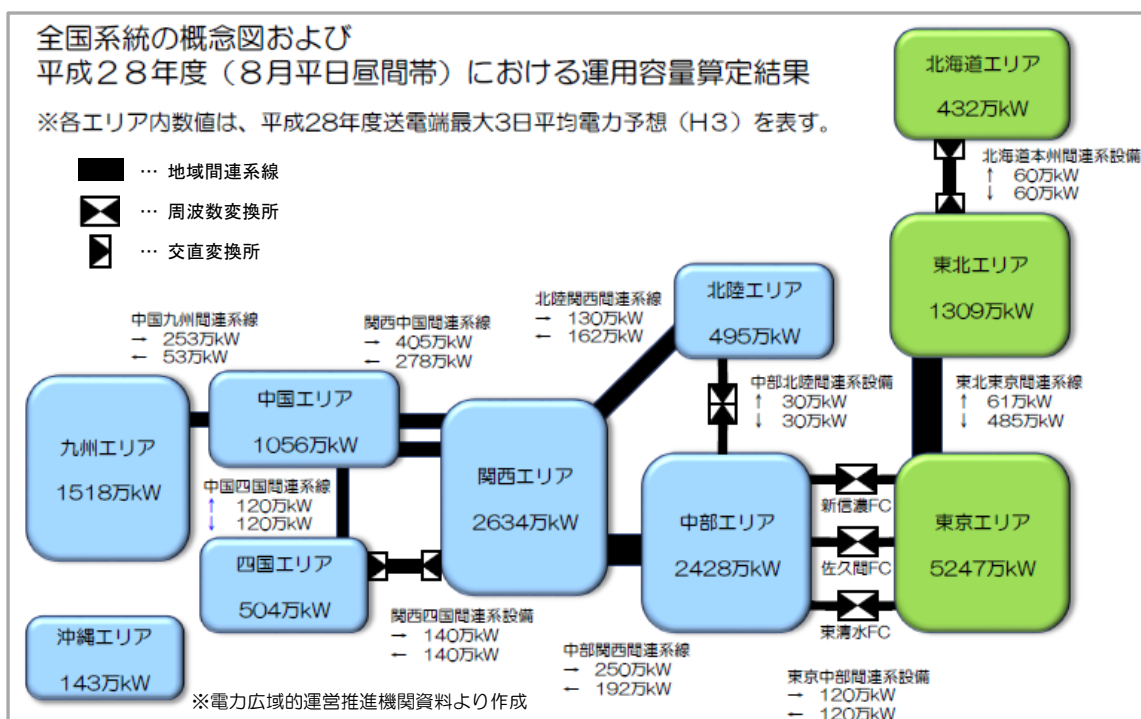 全国系統の概念図および
平成28年度（8月平日昼間帯）における運用容量算定結果
※各エリア内数値は、平成28年度送電端最大3日平均電力予想（H3）を表す。
… 地域間連系線
… 周波数変換所
… 交直変換所
北海道エリア
432万kW
北海道本州間連系設備
↑ 60万kW
↓ 60万kW
東北エリア
1309万kW
東北東京間連系線
↑ 61万kW
↓ 485万kW
北陸エリア
495万kW
北陸関西間連系線
→ 130万kW
← 162万kW
中部北陸間連系設備
↑ 30万kW
↓ 30万kW
中国九州間連系線
→ 253万kW
← 53万kW
関西中国間連系線
→ 405万kW
← 278万kW
九州エリア
1518万kW
中国エリア
1056万kW
中国四国間連系線
↑ 120万kW
↓ 120万kW
四国エリア
504万kW
関西エリア
2634万kW
中部エリア
2428万kW
新信濃FC
佐久間FC
東清水FC
東京エリア
5247万kW
関西四国間連系設備
→ 140万kW
← 140万kW
中部関西間連系線
→ 250万kW
← 192万kW
東京中部間連系設備
→ 120万kW
← 120万kW
沖縄エリア
143万kW
※電力広域的運営推進機関資料より作成